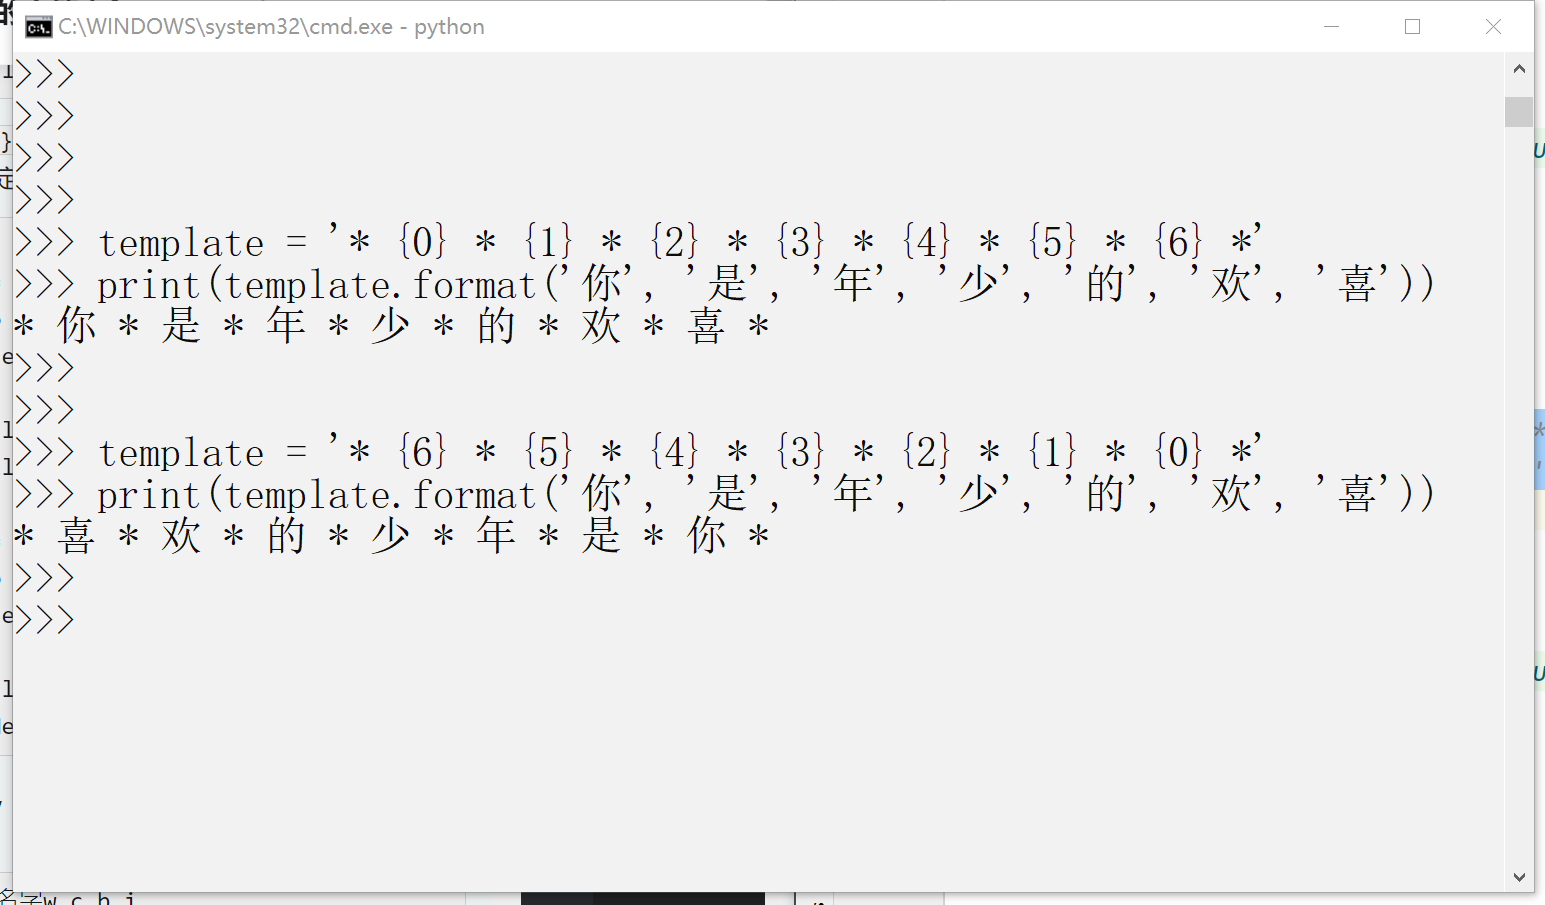 C:\WINDOWS\system32\cmd.exe - python
>>>
>>>
>>>
>>>
>>> template = '* {0} * {1} * {2} * {3} * {4} * {5} * {6} *'
>>> print(template.format('你', '是', '年', '少', '的', '欢', '喜'))
* 你 * 是 * 年 * 少 * 的 * 欢 * 喜 *
>>>
>>>
>>> template = '* {6} * {5} * {4} * {3} * {2} * {1} * {0} *'
>>> print(template.format('你', '是', '年', '少', '的', '欢', '喜'))
* 喜 * 欢 * 的 * 少 * 年 * 是 * 你 *
>>>
>>>